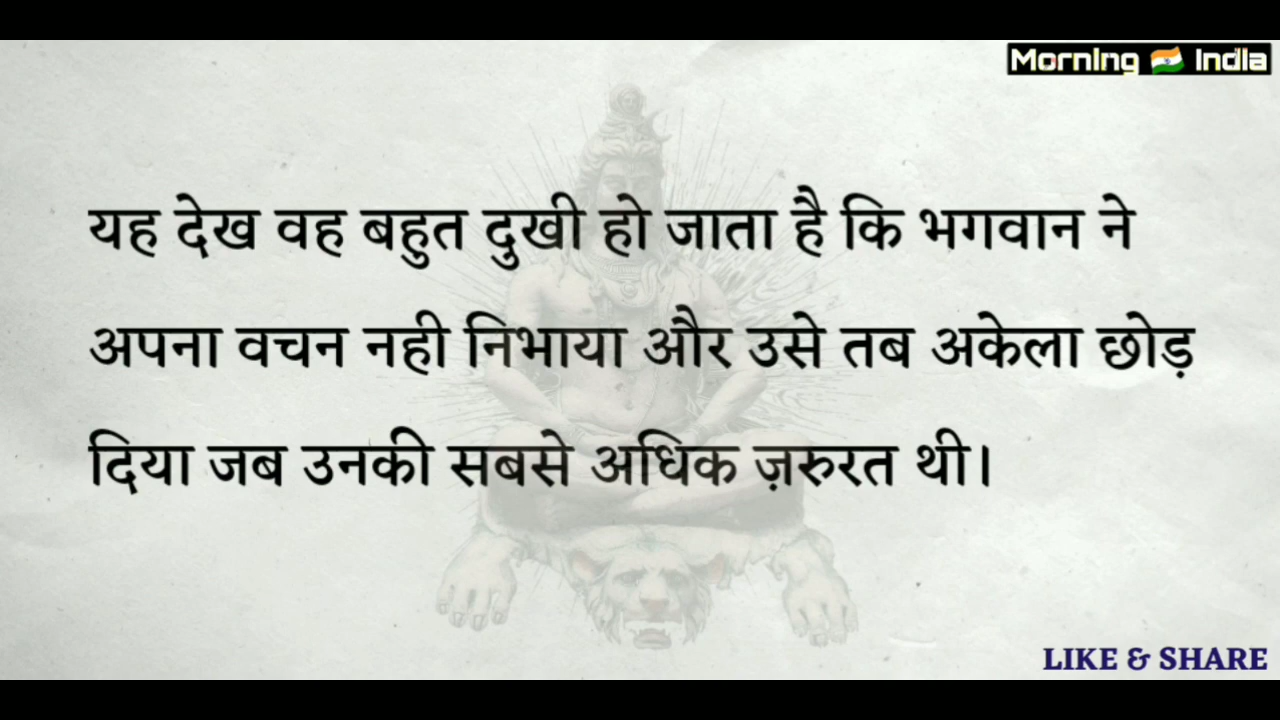 Morning India
यह देख वह बहुत दुखी हो जाता है कि भगवान ने
अपना वचन नही निभाया और उसे तब अकेला छोड़
दिया जब उनकी सबसे अधिक ज़रुरत थी।
LIKE & SHARE